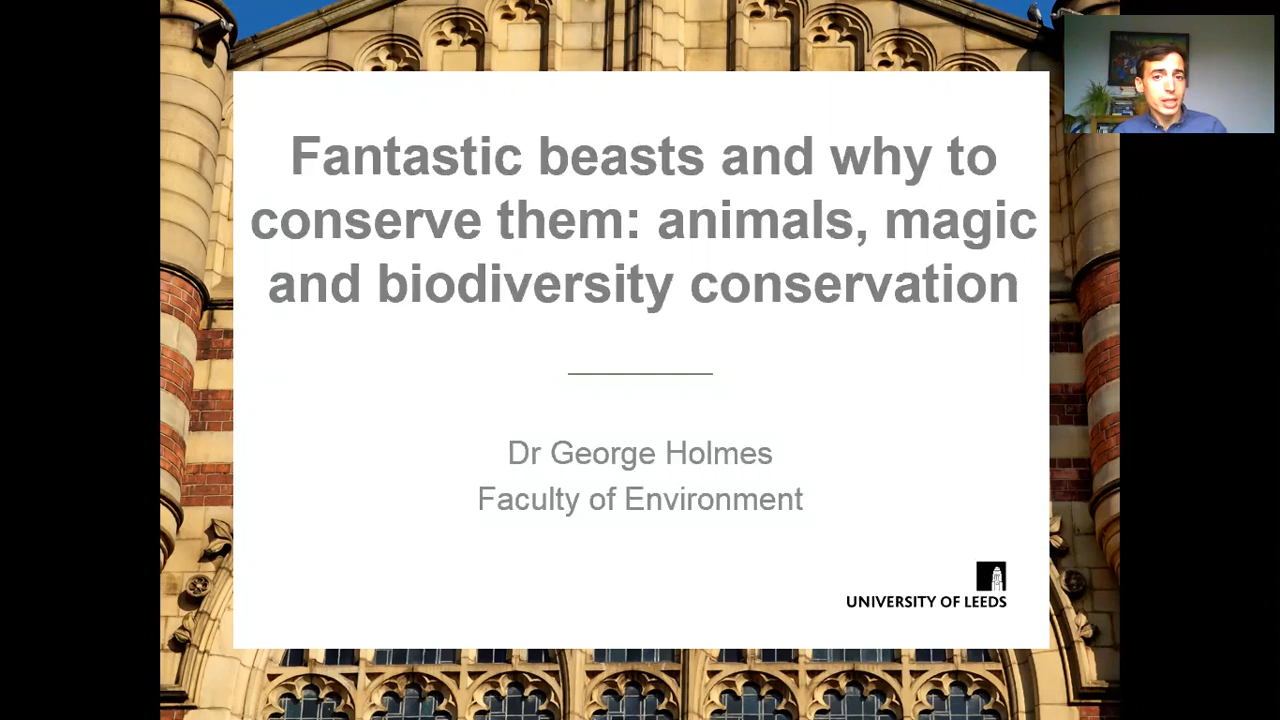 Fantastic beasts and why to
conserve them: animals, magic
and biodiversity conservation
Dr George Holmes
Faculty of Environment
UNIVERSITY OF LEEDS